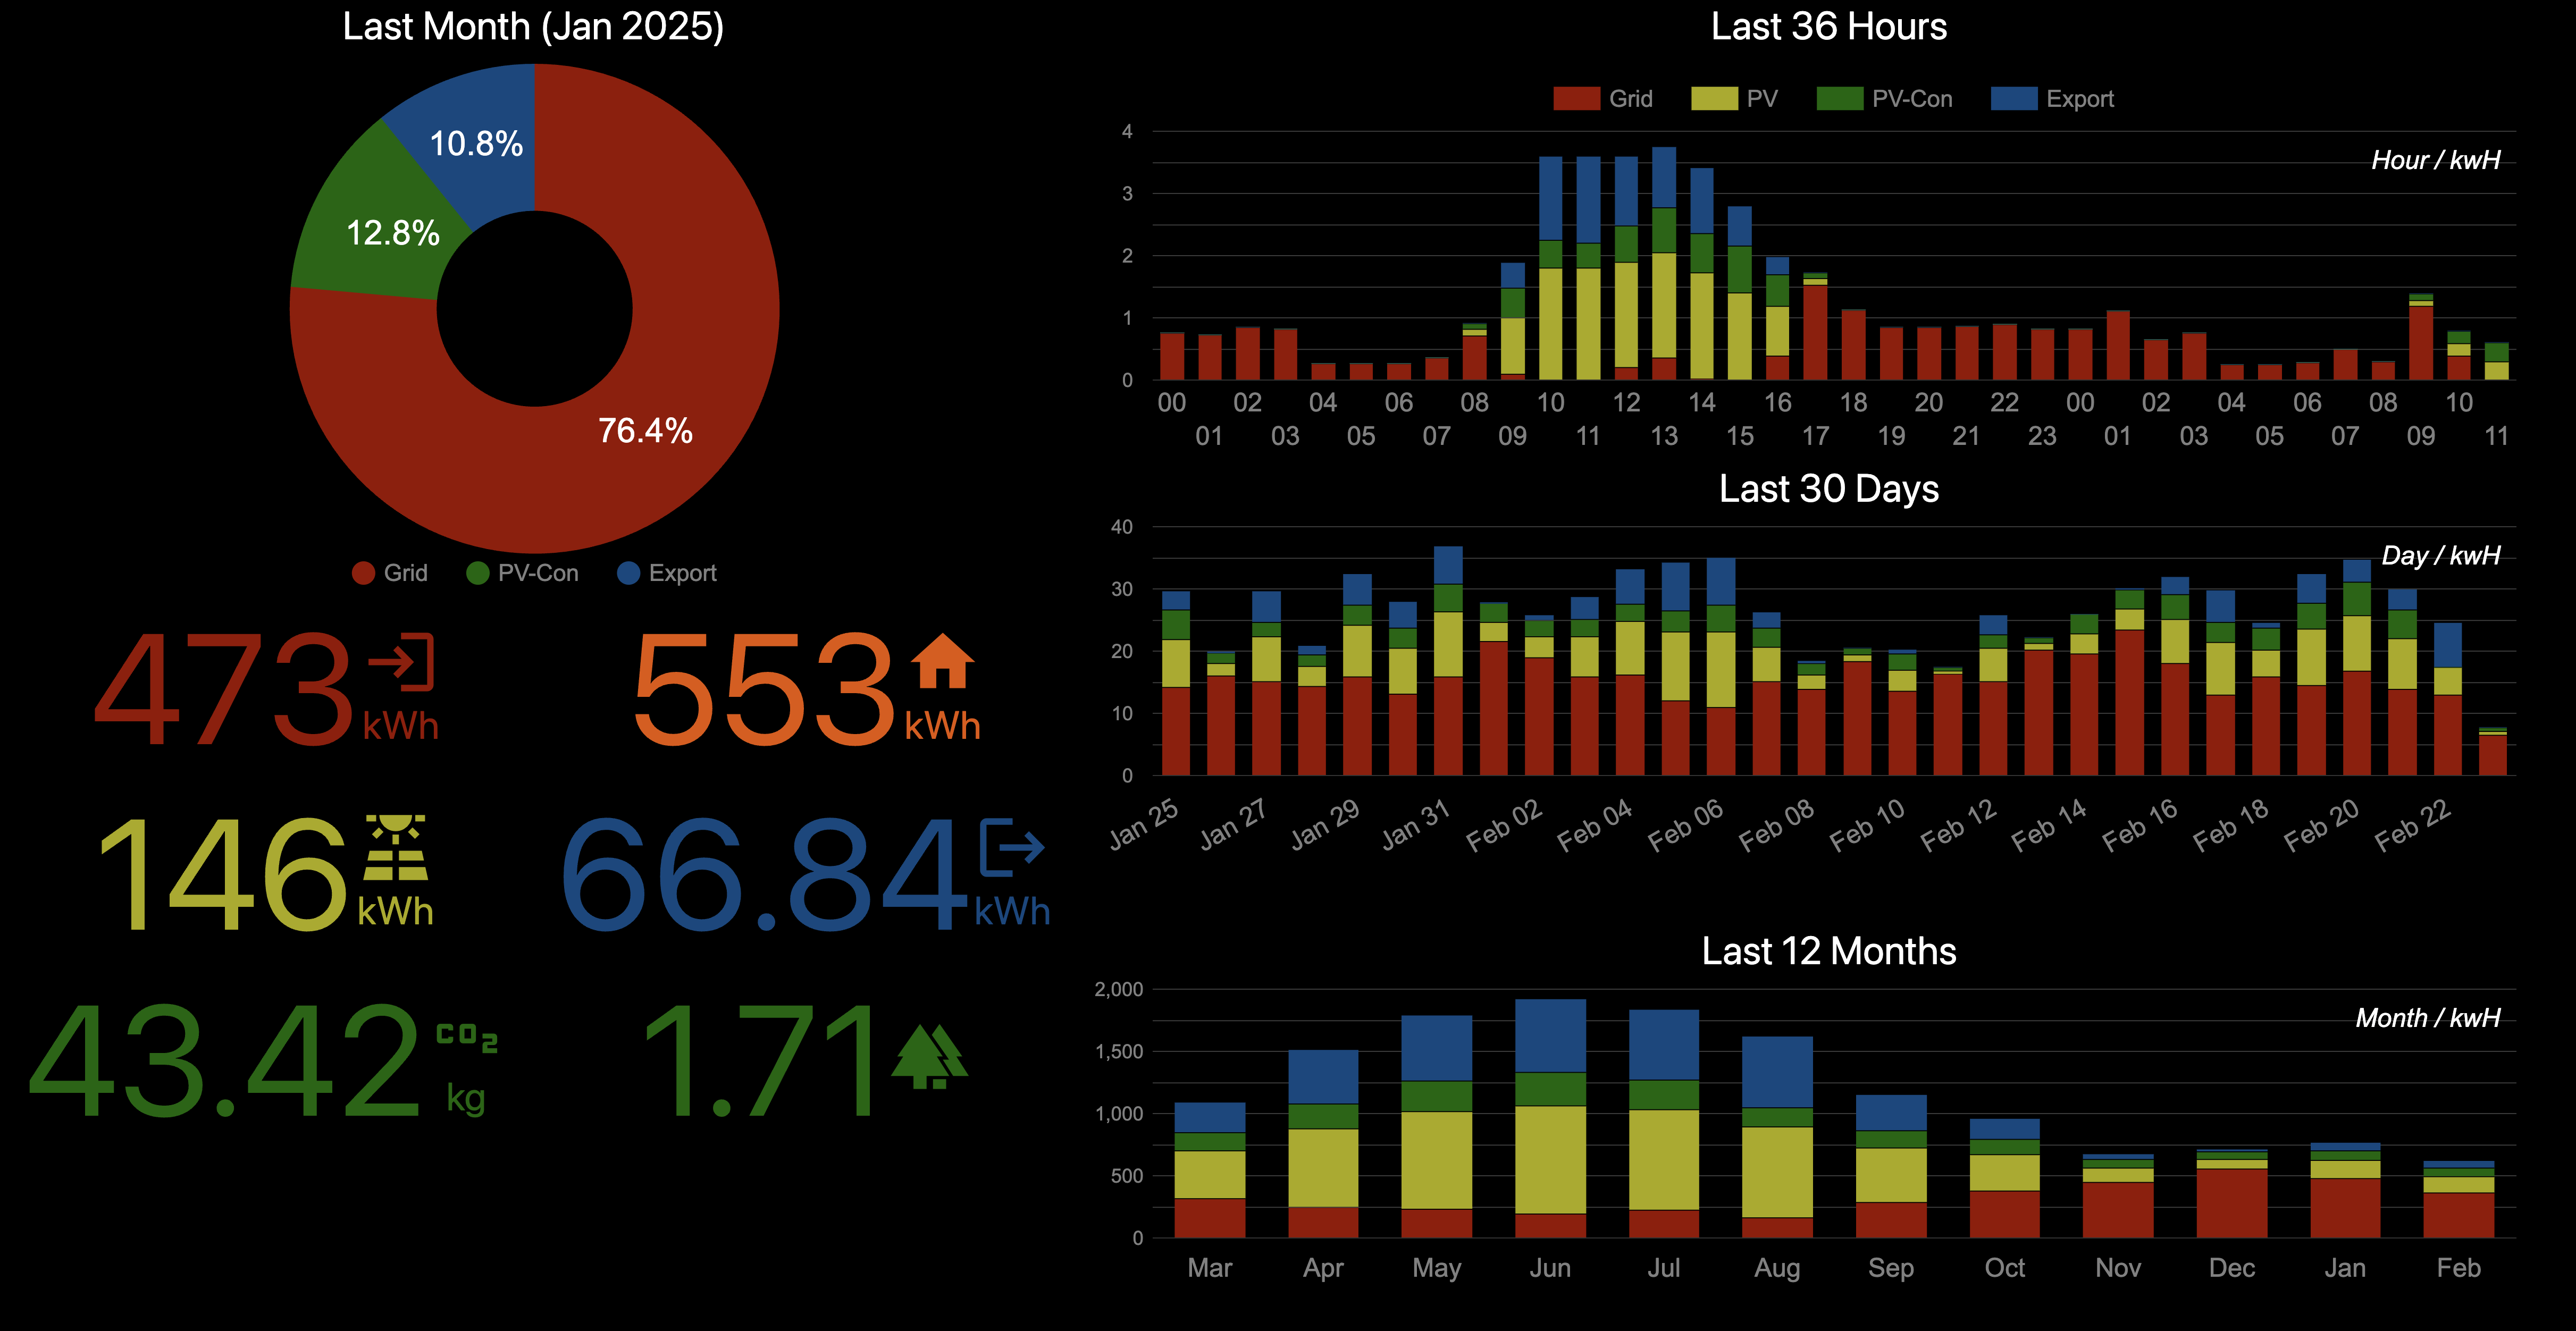 Last Month (Jan 2025)
10.8%
12.8%
76.4%
Grid PV-Con Export
473 kWh
553 kWh
146 kWh
66.84 kWh
43.42 CO2 kg
1.71
Last 36 Hours
Grid PV PV-Con Export
Hour / kwH
4
3
2
1
0
00 02 04 06 08 10 12 14 16 18 20 22 00 02 04 06 08 10
01 03 05 07 09 11 13 15 17 19 21 23 01 03 05 07 09 11
Last 30 Days
Day / kwH
40
30
20
10
0
Jan 25 Jan 27 Jan 29 Jan 31 Feb 02 Feb 04 Feb 06 Feb 08 Feb 10 Feb 12 Feb 14 Feb 16 Feb 18 Feb 20 Feb 22
Last 12 Months
Month / kwH
2,000
1,500
1,000
500
0
Mar Apr May Jun Jul Aug Sep Oct Nov Dec Jan Feb